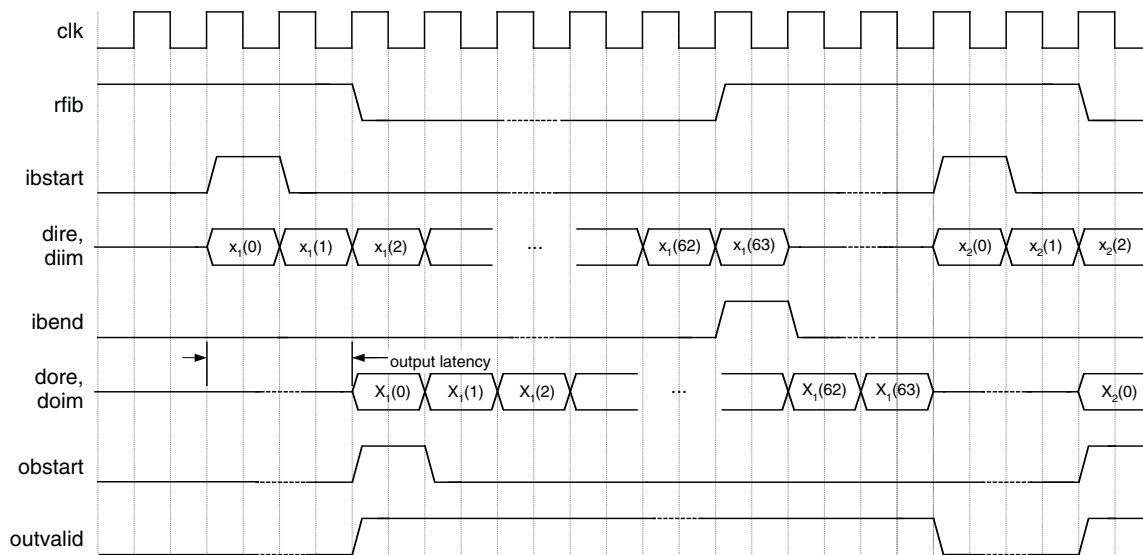 clk
rfib
ibstart
dire,
diim
x₁(0) x₁(1) x₁(2) ... x₁(62) x₁(63) x₂(0) x₂(1) x₂(2)
ibend
output latency
dore,
doim
X₁(0) X₁(1) X₁(2) ... X₁(62) X₁(63) X₂(0)
obstart
outvalid